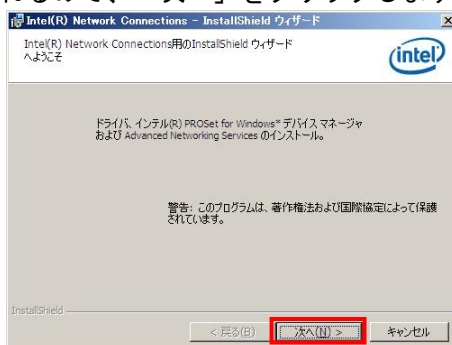 Intel(R) Network Connections - InstallShield ウィザード
Intel(R) Network Connections用のInstallShield ウィザード
へようこそ
intel
ドライバ、インテル(R) PROSet for Windows* デバイス マネージャ
および Advanced Networking Services のインストール。
警告: このプログラムは、著作権法および国際協定によって保護
されています。
InstallShield
< 戻る(B)
次へ(N) >
キャンセル